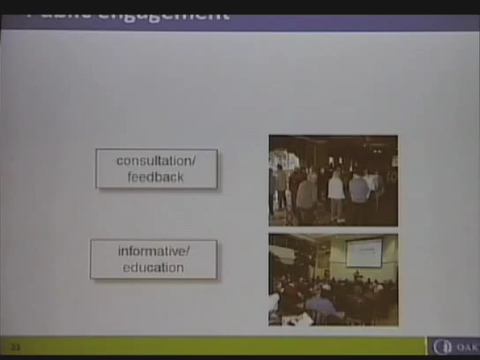 Public engagement
consultation/
feedback
informative/
education
OAK